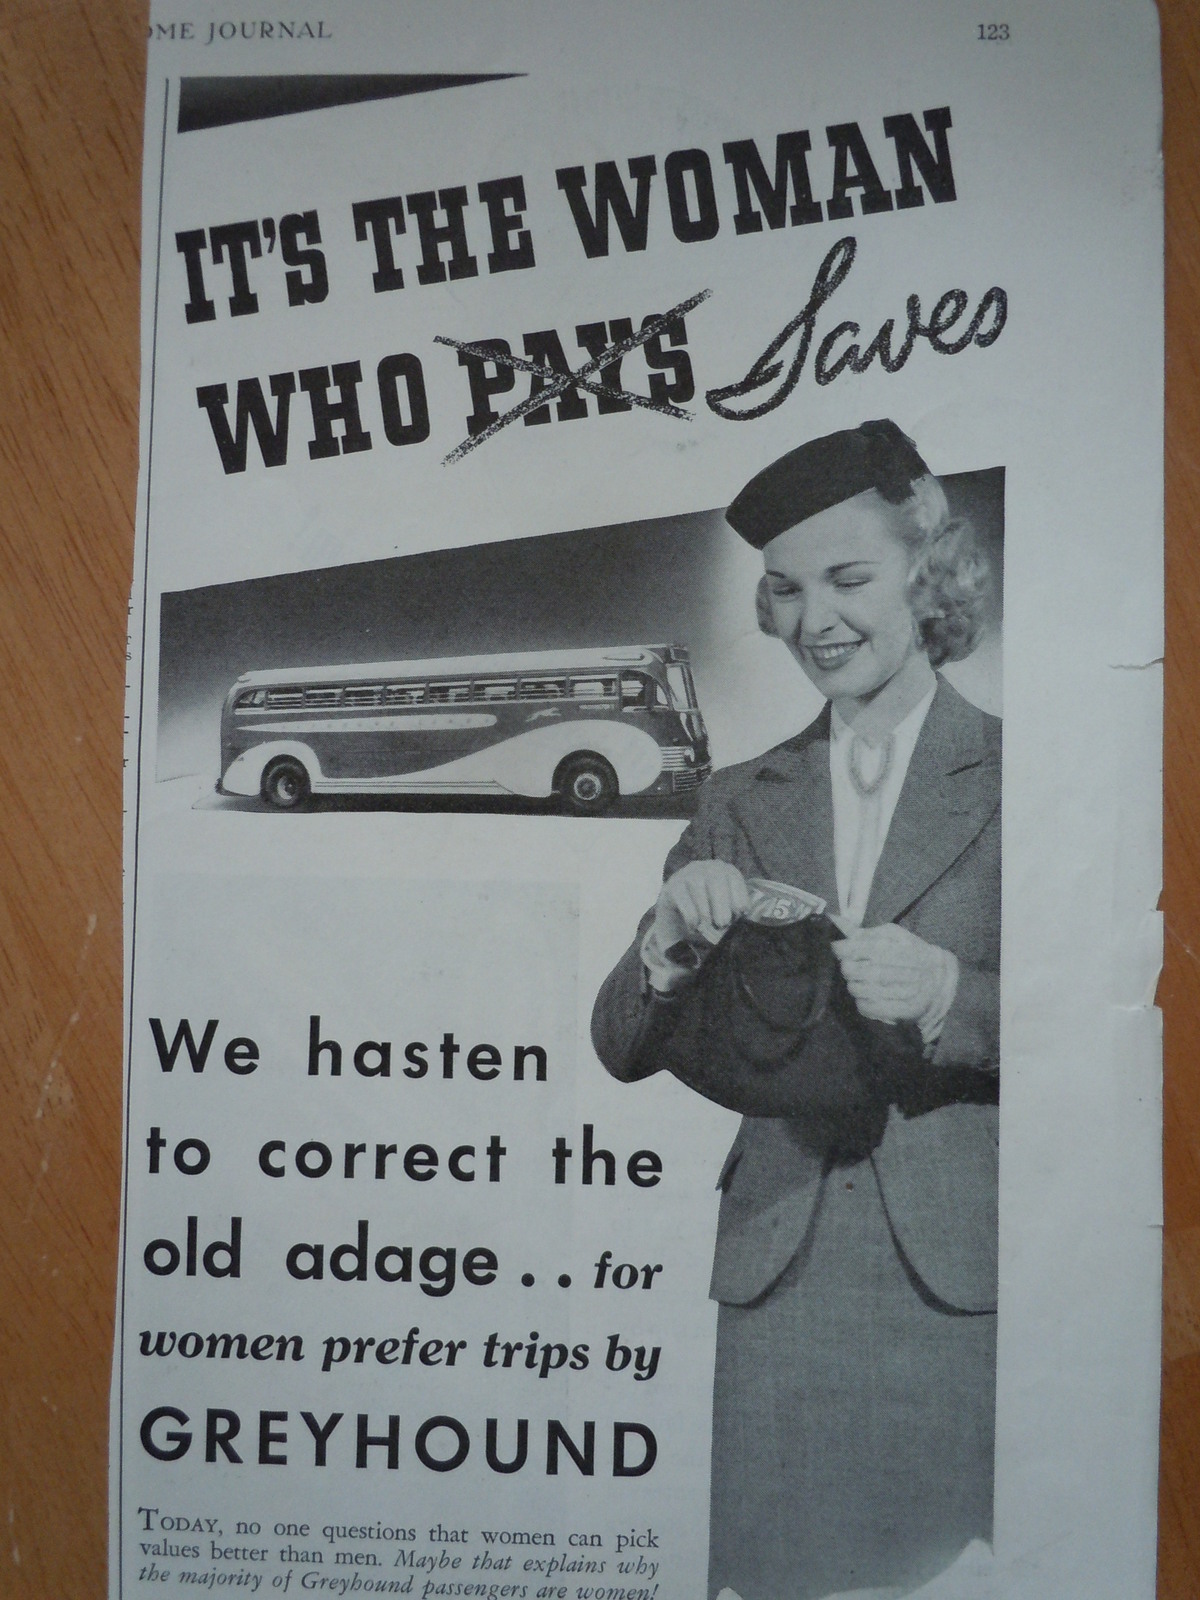 OME JOURNAL
123
IT'S THE WOMAN
WHO PAYS Saves
15
We hasten
to correct the
old adage . . for
women prefer trips by
GREYHOUND
TODAY, no one questions that women can pick
values better than men. Maybe that explains why
the majority of Greyhound passengers are women!